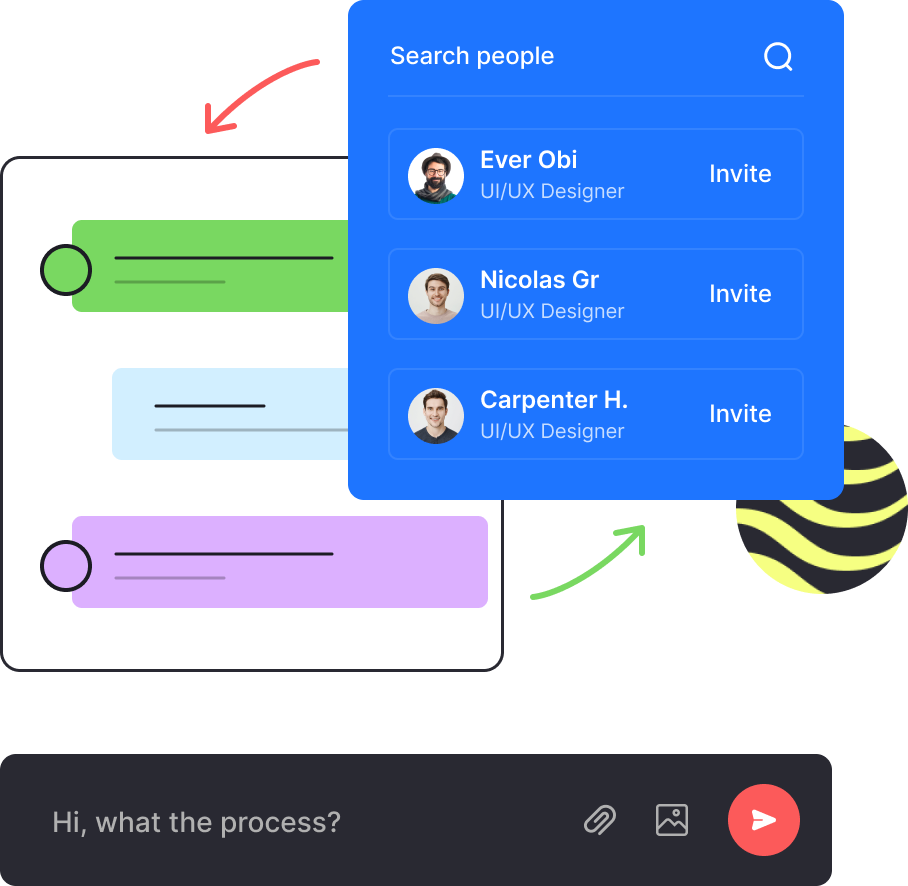 Search people
Ever Obi
UI/UX Designer
Invite
Nicolas Gr
UI/UX Designer
Invite
Carpenter H.
UI/UX Designer
Invite
Hi, what the process?